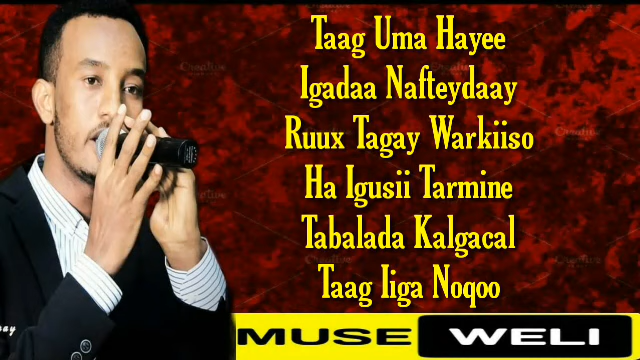 Taag Uma Hayee
Igadaa Nafteydaay
Ruux Tagay Warkiiso
Ha Igusii Tarmine
Tabalada Kalgacal
Taag Iiga Noqoo
MUSE WELI